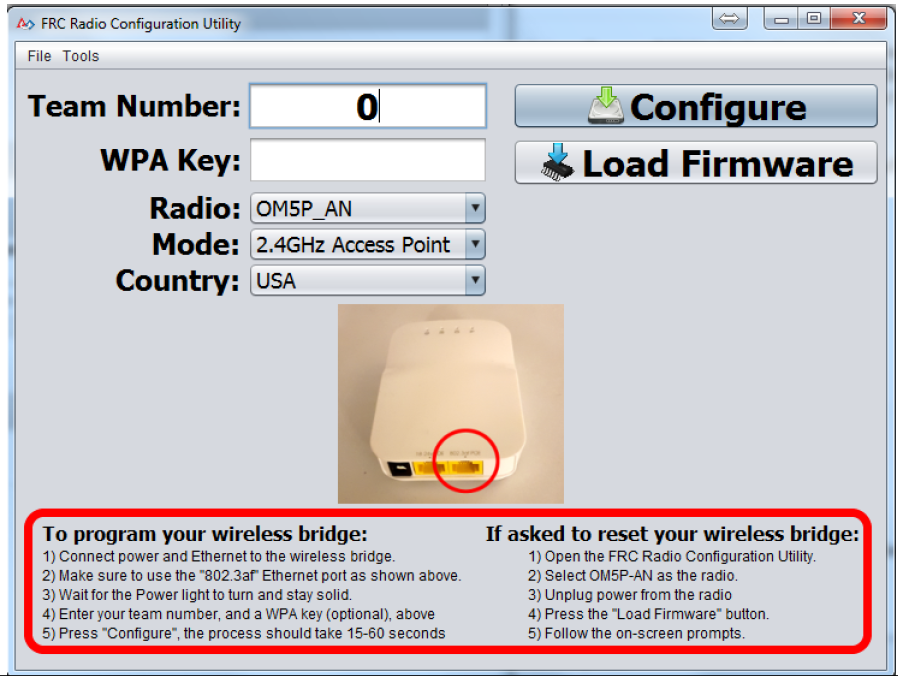 FRC Radio Configuration Utility
File Tools
Team Number: 0
Configure
WPA Key:
Load Firmware
Radio: OM5P_AN
Mode: 2.4GHz Access Point
Country: USA
802.3af POE
To program your wireless bridge:
1) Connect power and Ethernet to the wireless bridge.
2) Make sure to use the "802.3af" Ethernet port as shown above.
3) Wait for the Power light to turn and stay solid.
4) Enter your team number, and a WPA key (optional), above
5) Press "Configure", the process should take 15-60 seconds
If asked to reset your wireless bridge:
1) Open the FRC Radio Configuration Utility.
2) Select OM5P-AN as the radio.
3) Unplug power from the radio
4) Press the "Load Firmware" button.
5) Follow the on-screen prompts.